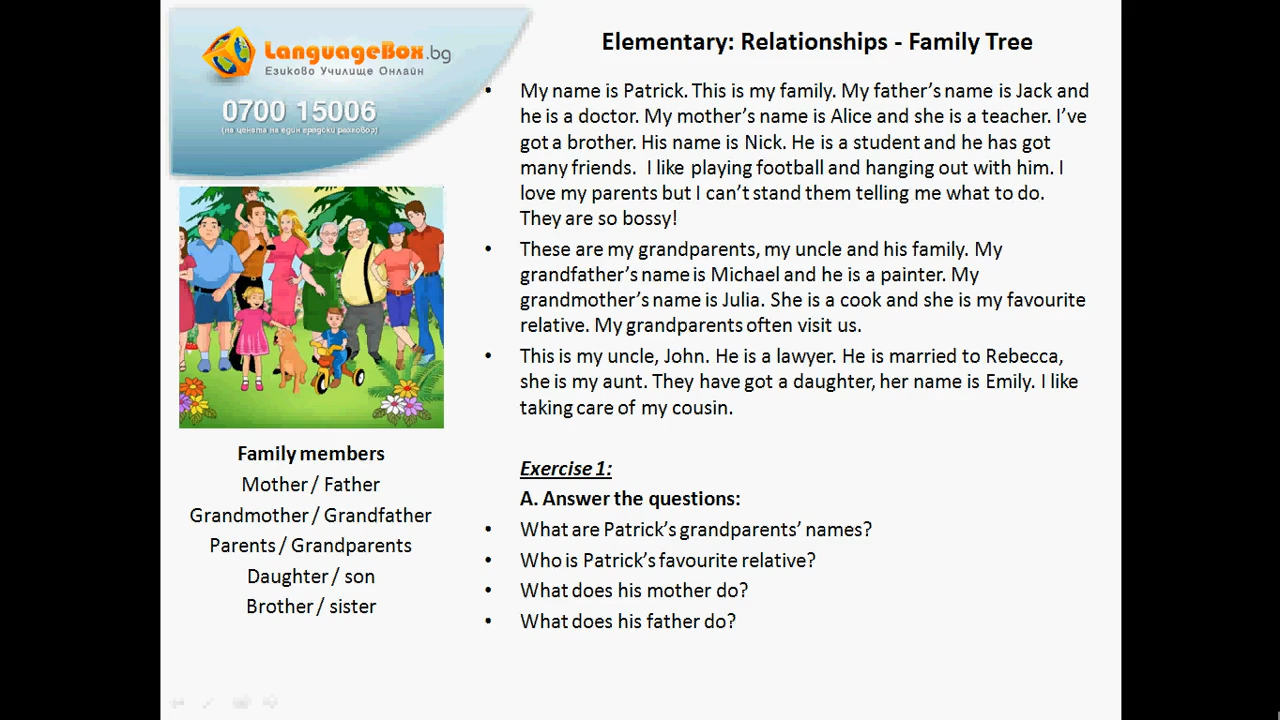 LanguageBox.bg
Езиково Училище Онлайн
0700 15006
(на цената на един градски разговор)
Elementary: Relationships - Family Tree
• My name is Patrick. This is my family. My father’s name is Jack and
he is a doctor. My mother’s name is Alice and she is a teacher. I’ve
got a brother. His name is Nick. He is a student and he has got
many friends. I like playing football and hanging out with him. I
love my parents but I can’t stand them telling me what to do.
They are so bossy!
• These are my grandparents, my uncle and his family. My
grandfather’s name is Michael and he is a painter. My
grandmother’s name is Julia. She is a cook and she is my favourite
relative. My grandparents often visit us.
• This is my uncle, John. He is a lawyer. He is married to Rebecca,
she is my aunt. They have got a daughter, her name is Emily. I like
taking care of my cousin.
Exercise 1:
A. Answer the questions:
• What are Patrick’s grandparents’ names?
• Who is Patrick’s favourite relative?
• What does his mother do?
• What does his father do?
Family members
Mother / Father
Grandmother / Grandfather
Parents / Grandparents
Daughter / son
Brother / sister